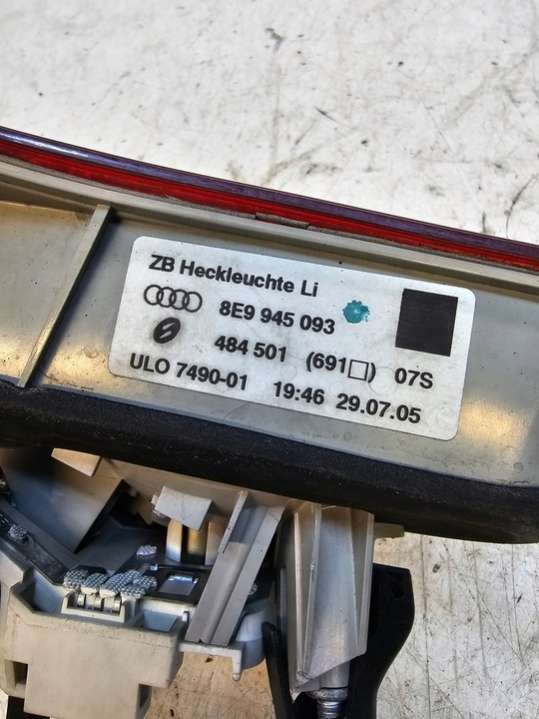 ZB Heckleuchte Li
8E9 945 093
484 501 (691□) 07S
ULO 7490-01 19:46 29.07.05